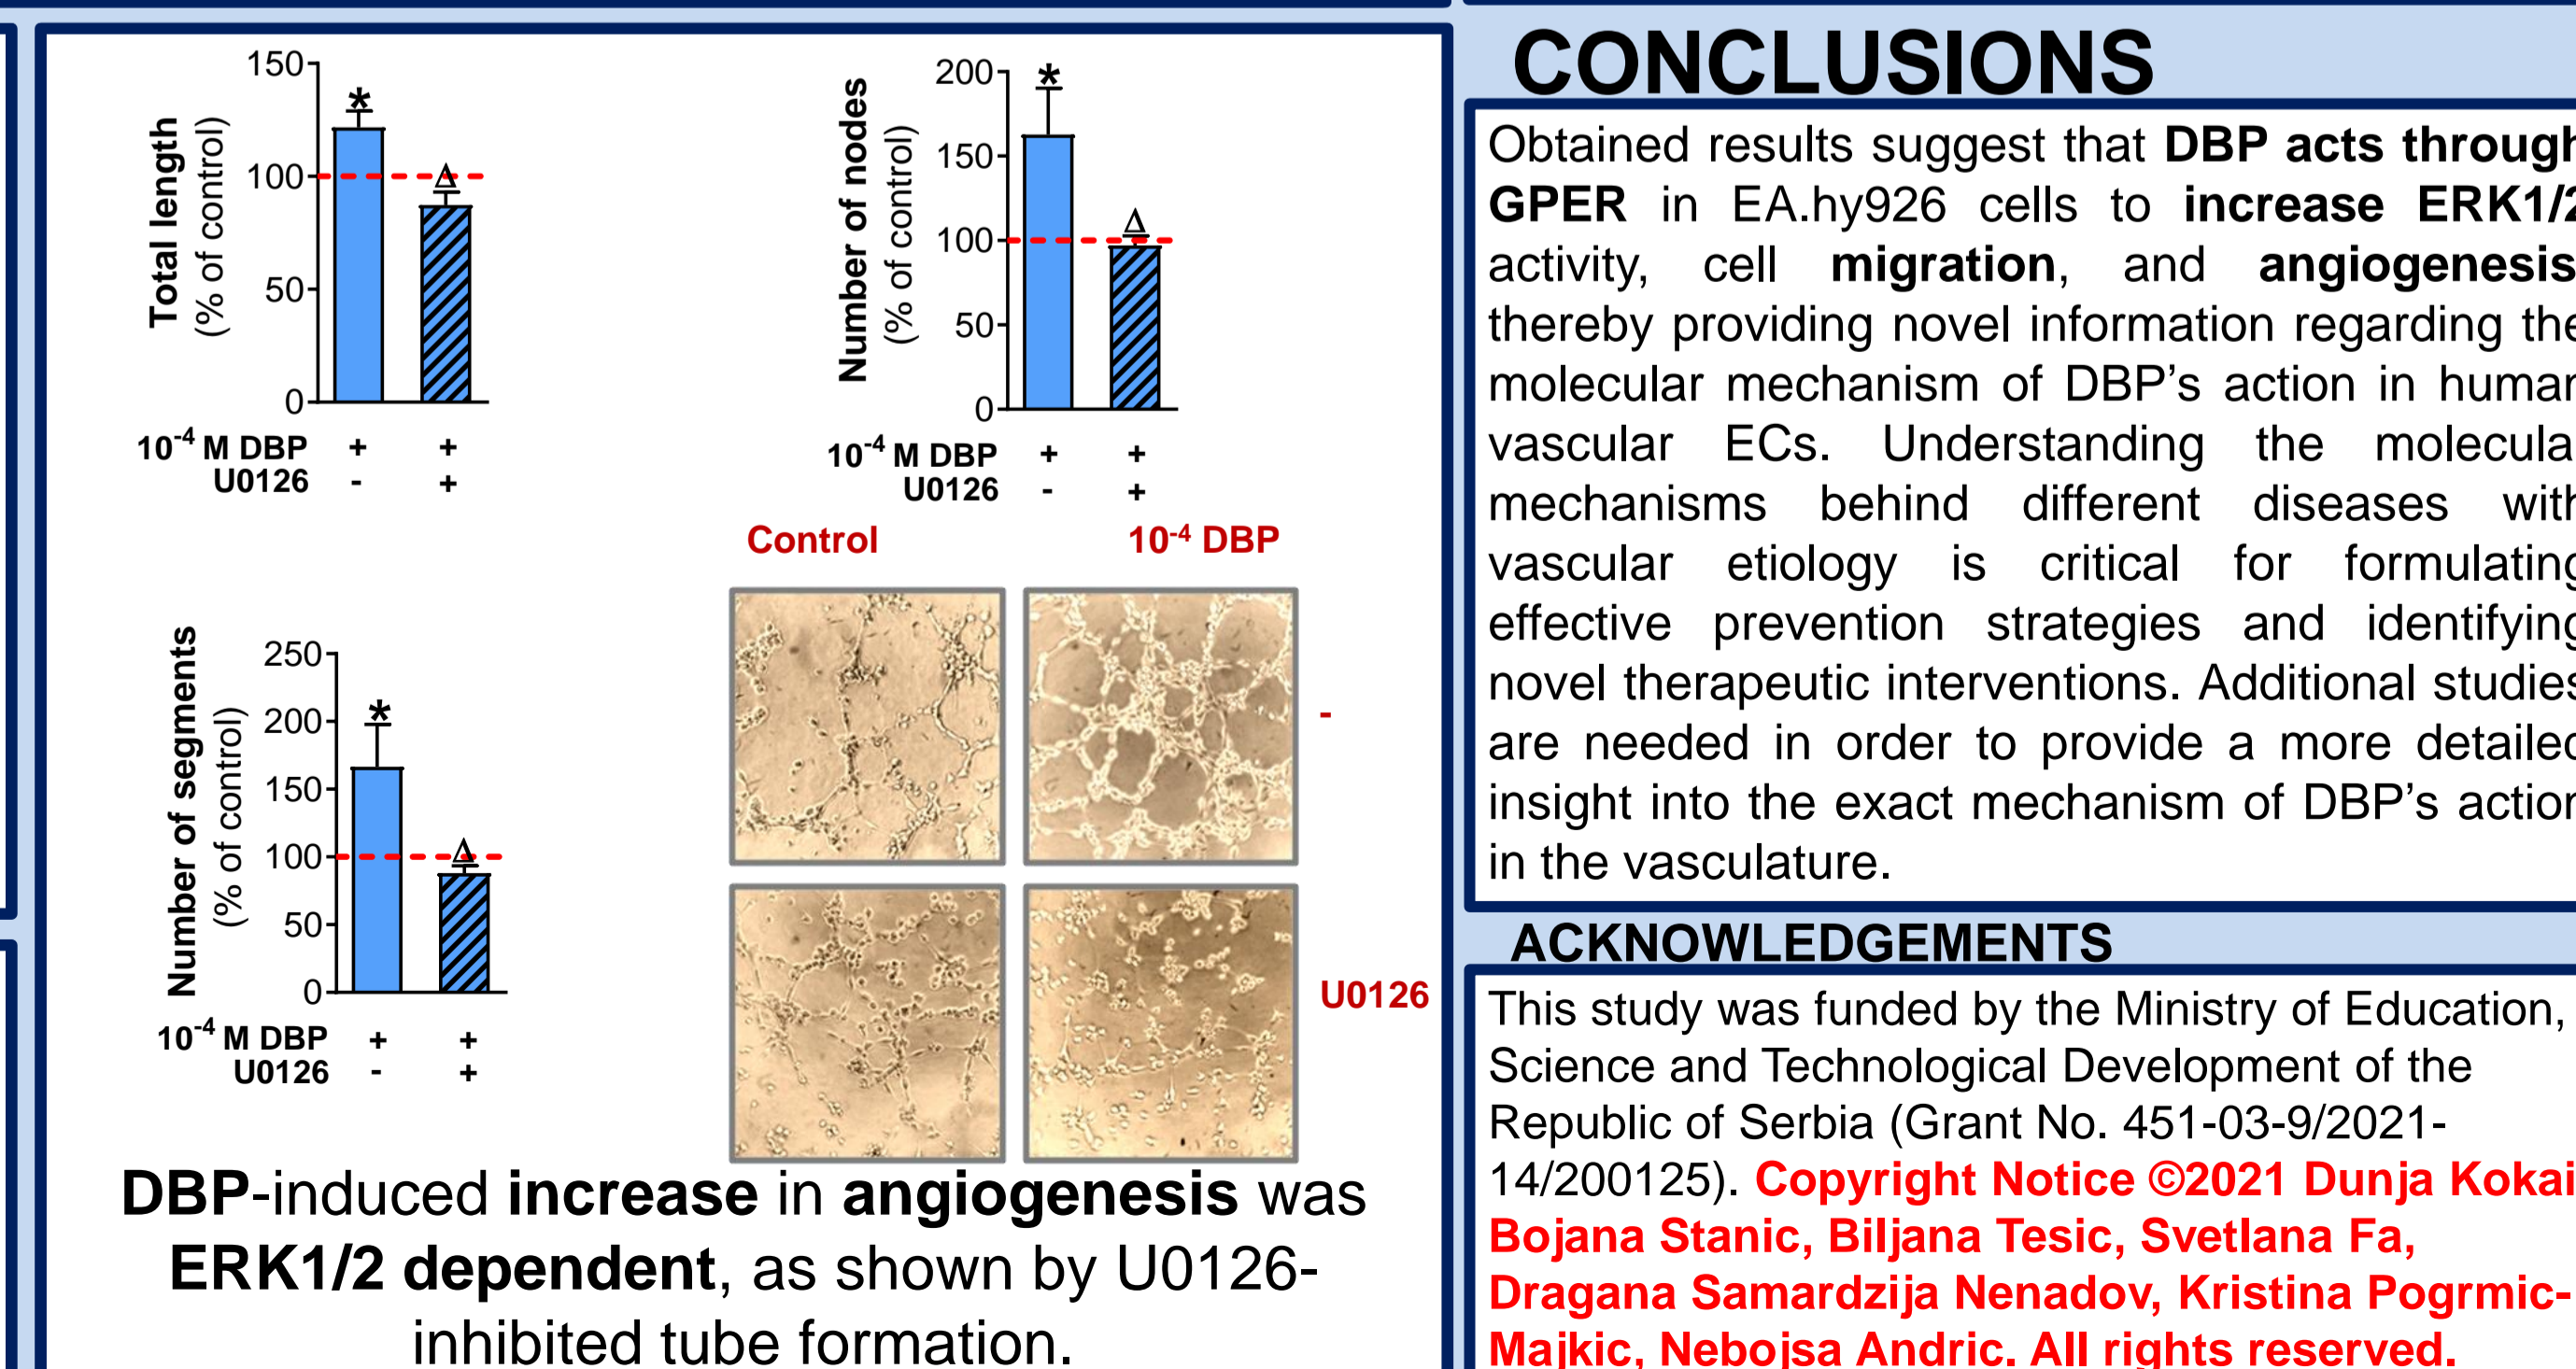 150
100
50
0
Total length
(% of control)
*
Δ
10⁻⁴ M DBP + +
U0126 - +
200
150
100
50
0
Number of nodes
(% of control)
*
Δ
10⁻⁴ M DBP + +
U0126 - +
250
200
150
100
50
0
Number of segments
(% of control)
*
Δ
10⁻⁴ M DBP + +
U0126 - +
Control 10⁻⁴ DBP
-
U0126
DBP-induced increase in angiogenesis was
ERK1/2 dependent, as shown by U0126-
inhibited tube formation.
CONCLUSIONS
Obtained results suggest that DBP acts through
GPER in EA.hy926 cells to increase ERK1/2
activity, cell migration, and angiogenesis
thereby providing novel information regarding the
molecular mechanism of DBP's action in human
vascular ECs. Understanding the molecular
mechanisms behind different diseases with
vascular etiology is critical for formulating
effective prevention strategies and identifying
novel therapeutic interventions. Additional studies
are needed in order to provide a more detailed
insight into the exact mechanism of DBP's action
in the vasculature.
ACKNOWLEDGEMENTS
This study was funded by the Ministry of Education,
Science and Technological Development of the
Republic of Serbia (Grant No. 451-03-9/2021-
14/200125). Copyright Notice ©2021 Dunja Kokai
Bojana Stanic, Biljana Tesic, Svetlana Fa,
Dragana Samardzija Nenadov, Kristina Pogrmic-
Majkic, Nebojsa Andric. All rights reserved.